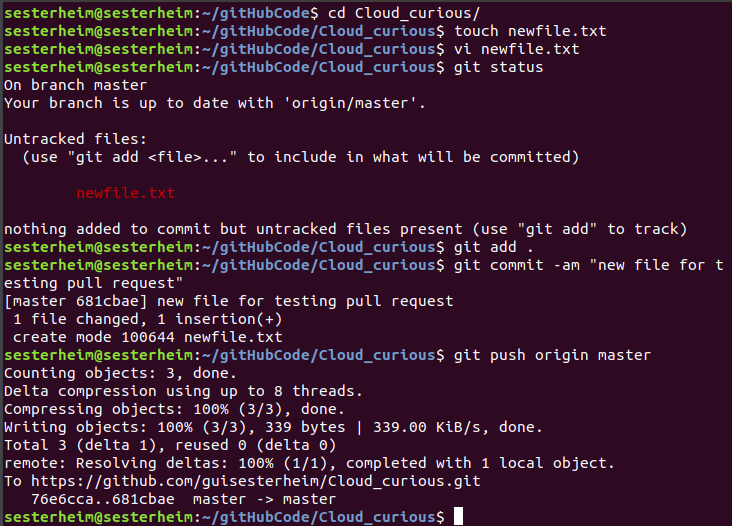 sesterheim@sesterheim:~/gitHubCode$ cd Cloud_curious/
sesterheim@sesterheim:~/gitHubCode/Cloud_curious$ touch newfile.txt
sesterheim@sesterheim:~/gitHubCode/Cloud_curious$ vi newfile.txt
sesterheim@sesterheim:~/gitHubCode/Cloud_curious$ git status
On branch master
Your branch is up to date with 'origin/master'.
Untracked files:
  (use "git add <file>..." to include in what will be committed)
        newfile.txt
nothing added to commit but untracked files present (use "git add" to track)
sesterheim@sesterheim:~/gitHubCode/Cloud_curious$ git add .
sesterheim@sesterheim:~/gitHubCode/Cloud_curious$ git commit -am "new file for t
esting pull request"
[master 681cbae] new file for testing pull request
 1 file changed, 1 insertion(+)
 create mode 100644 newfile.txt
sesterheim@sesterheim:~/gitHubCode/Cloud_curious$ git push origin master
Counting objects: 3, done.
Delta compression using up to 8 threads.
Compressing objects: 100% (3/3), done.
Writing objects: 100% (3/3), 339 bytes | 339.00 KiB/s, done.
Total 3 (delta 1), reused 0 (delta 0)
remote: Resolving deltas: 100% (1/1), completed with 1 local object.
To https://github.com/guisesterheim/Cloud_curious.git
   76e6cca..681cbae  master -> master
sesterheim@sesterheim:~/gitHubCode/Cloud_curious$